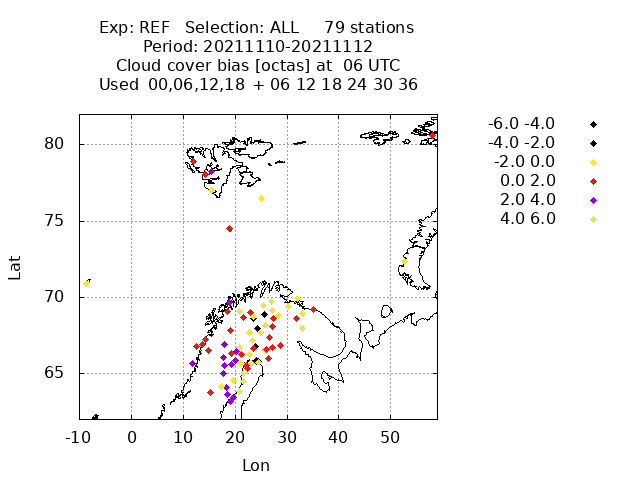 Exp: REF   Selection: ALL     79 stations
Period: 20211110-20211112
Cloud cover bias [octas] at  06 UTC
Used  00,06,12,18  + 06 12 18 24 30 36
-6.0 -4.0
-4.0 -2.0
-2.0 0.0
0.0 2.0
2.0 4.0
4.0 6.0
80
75
70
65
Lat
-10 0 10 20 30 40 50
Lon